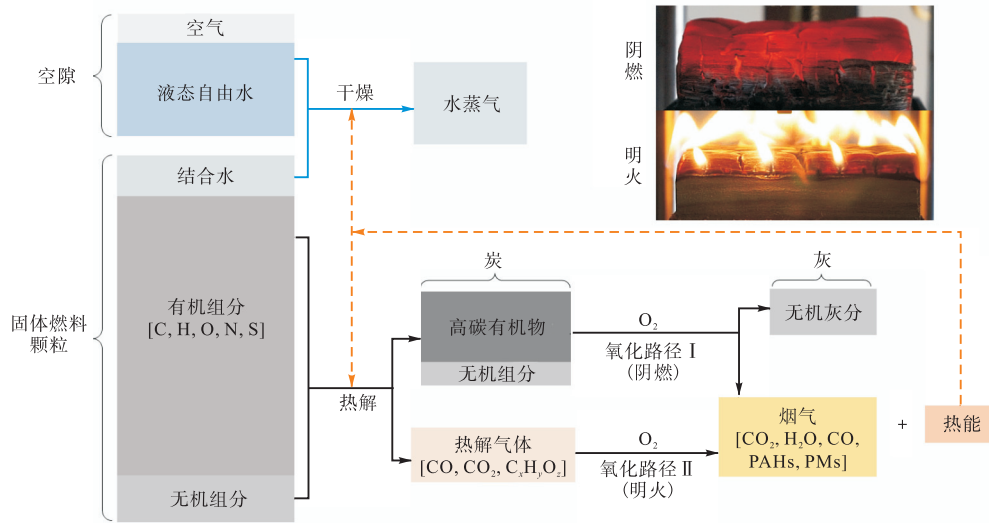 空气
空隙
液态自由水
干燥
水蒸气
阴
燃
明
火
结合水
固体燃料
颗粒
有机组分
[C, H, O, N, S]
无机组分
热解
炭
高碳有机物
无机组分
热解气体
[CO, CO₂, CₓHᵧO_z]
O₂
氧化路径Ⅰ
(阴燃)
O₂
氧化路径Ⅱ
(明火)
灰
无机灰分
烟气
[CO₂, H₂O, CO,
PAHs, PMs]
+
热能